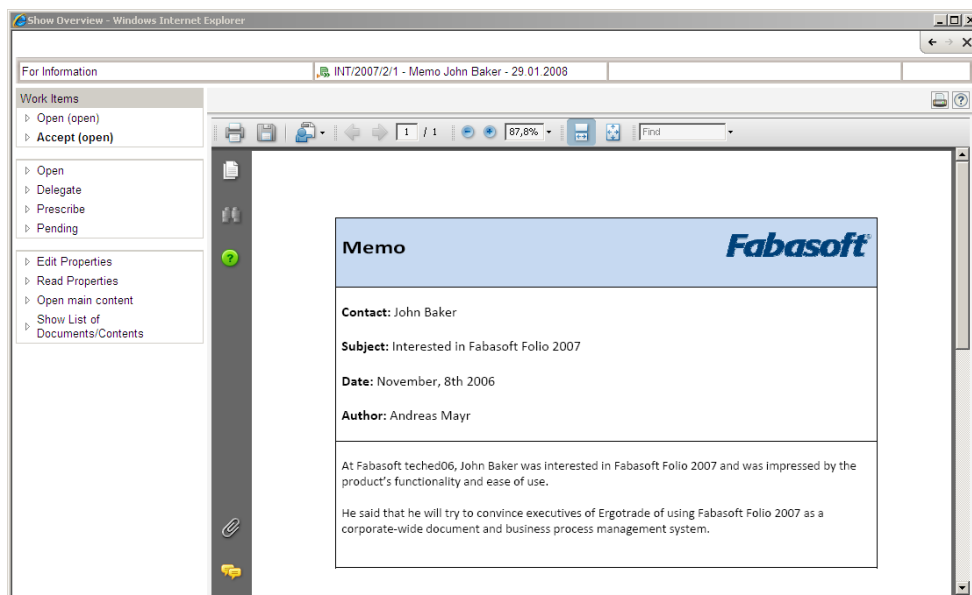 Show Overview - Windows Internet Explorer
For Information
INT/2007/2/1 - Memo John Baker - 29.01.2008
Work Items
Open (open)
Accept (open)
Open
Delegate
Prescribe
Pending
Edit Properties
Read Properties
Open main content
Show List of
Documents/Contents
1 / 1
87,8%
Find
Memo
Fabasoft®
Contact: John Baker
Subject: Interested in Fabasoft Folio 2007
Date: November, 8th 2006
Author: Andreas Mayr
At Fabasoft teched06, John Baker was interested in Fabasoft Folio 2007 and was impressed by the
product's functionality and ease of use.
He said that he will try to convince executives of Ergotrade of using Fabasoft Folio 2007 as a
corporate-wide document and business process management system.